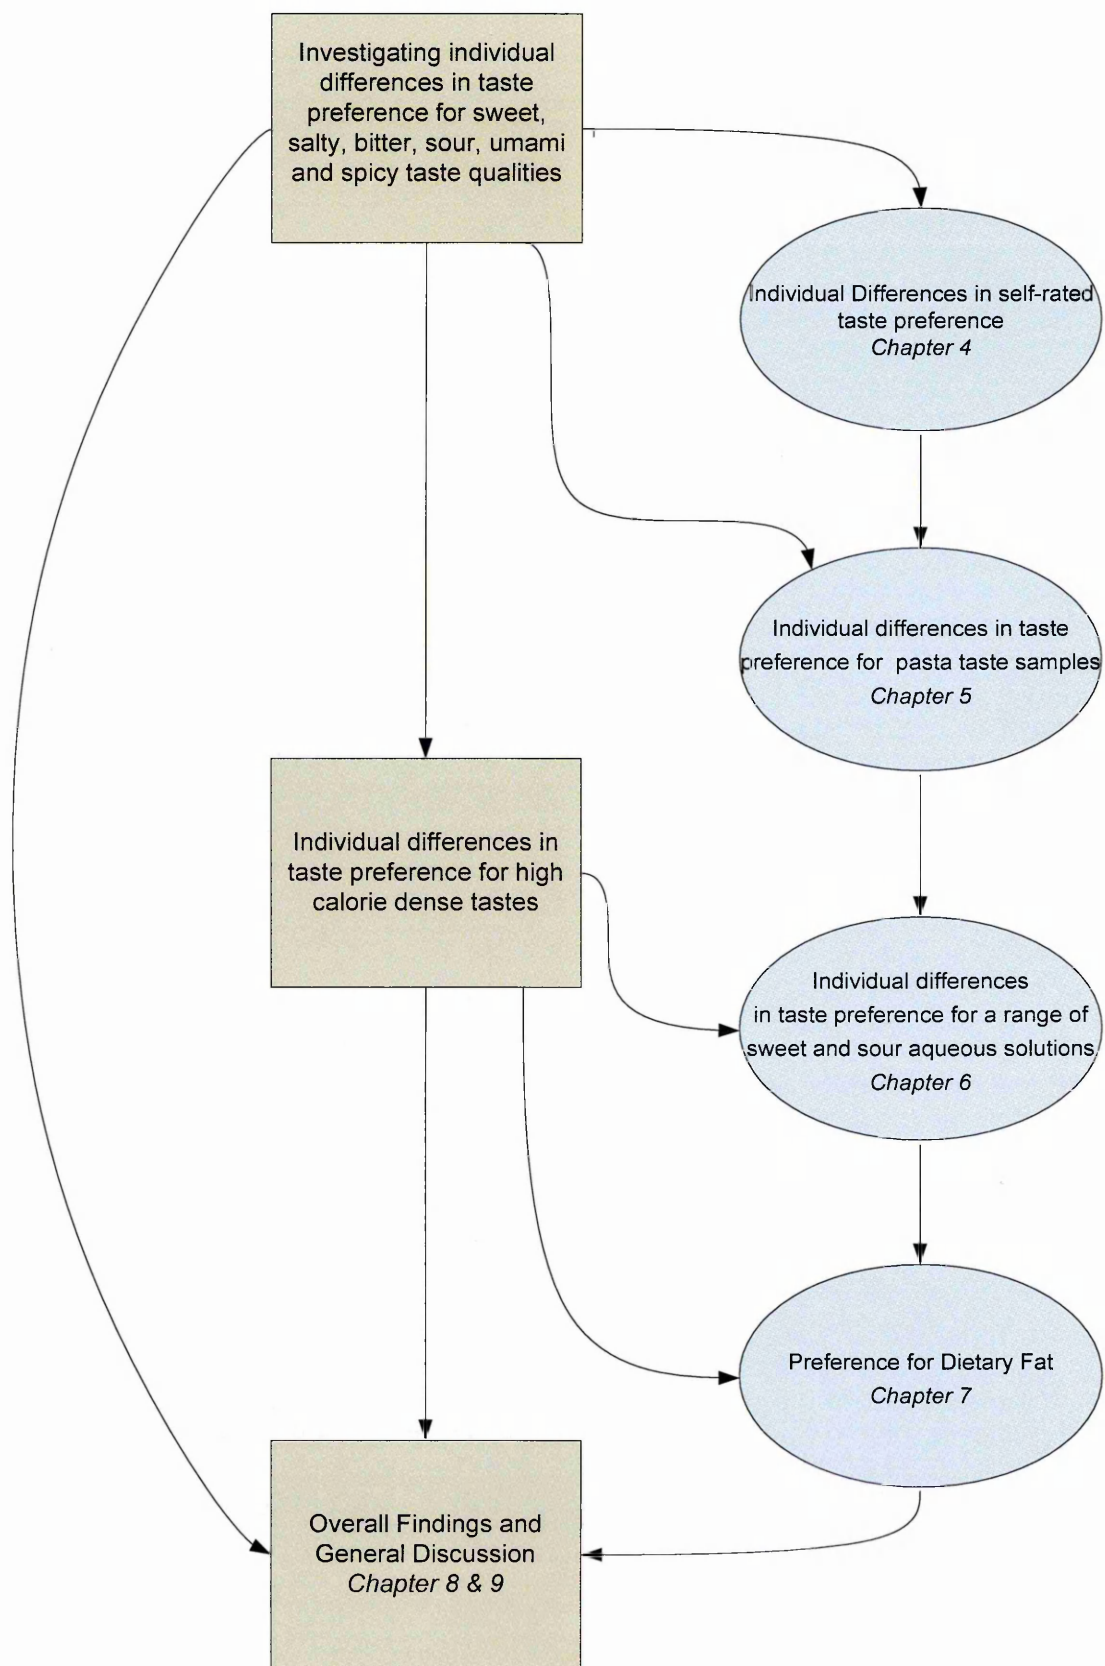 Investigating individual
differences in taste
preference for sweet,
salty, bitter, sour, umami
and spicy taste qualities
Individual Differences in self-rated
taste preference
Chapter 4
Individual differences in taste
preference for pasta taste samples
Chapter 5
Individual differences in
taste preference for high
calorie dense tastes
Individual differences
in taste preference for a range of
sweet and sour aqueous solutions
Chapter 6
Preference for Dietary Fat
Chapter 7
Overall Findings and
General Discussion
Chapter 8 & 9